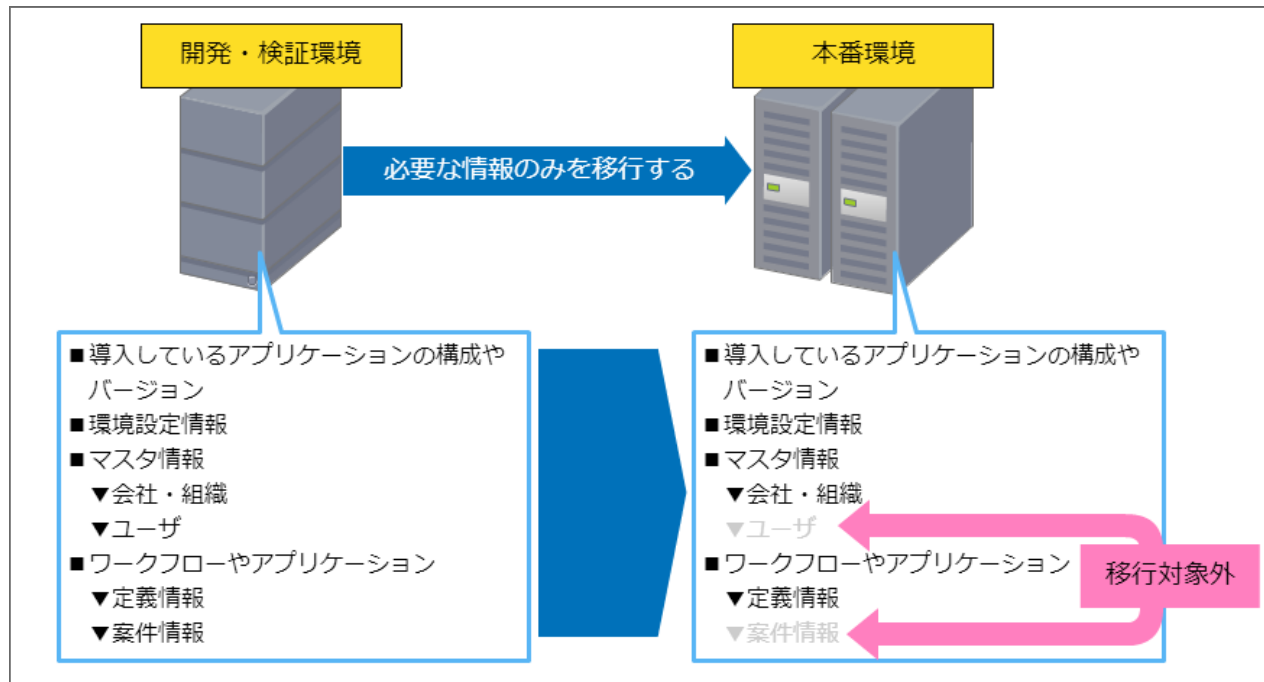 開発・検証環境
本番環境
必要な情報のみを移行する
■導入しているアプリケーションの構成や
バージョン
■環境設定情報
■マスタ情報
▼会社・組織
▼ユーザ
■ワークフローやアプリケーション
▼定義情報
▼案件情報
■導入しているアプリケーションの構成や
バージョン
■環境設定情報
■マスタ情報
▼会社・組織
▼ユーザ
■ワークフローやアプリケーション
▼定義情報
▼案件情報
移行対象外